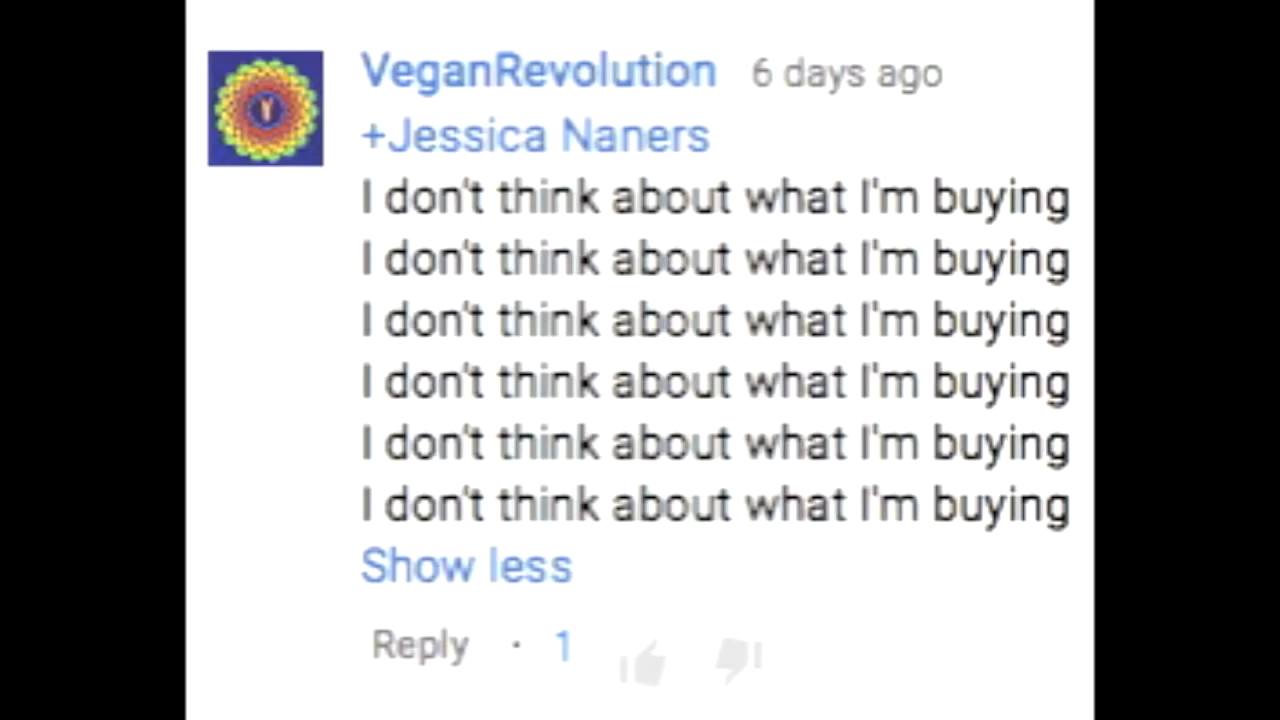 VeganRevolution 6 days ago
+Jessica Naners
I don't think about what I'm buying
I don't think about what I'm buying
I don't think about what I'm buying
I don't think about what I'm buying
I don't think about what I'm buying
I don't think about what I'm buying
Show less
Reply · 1